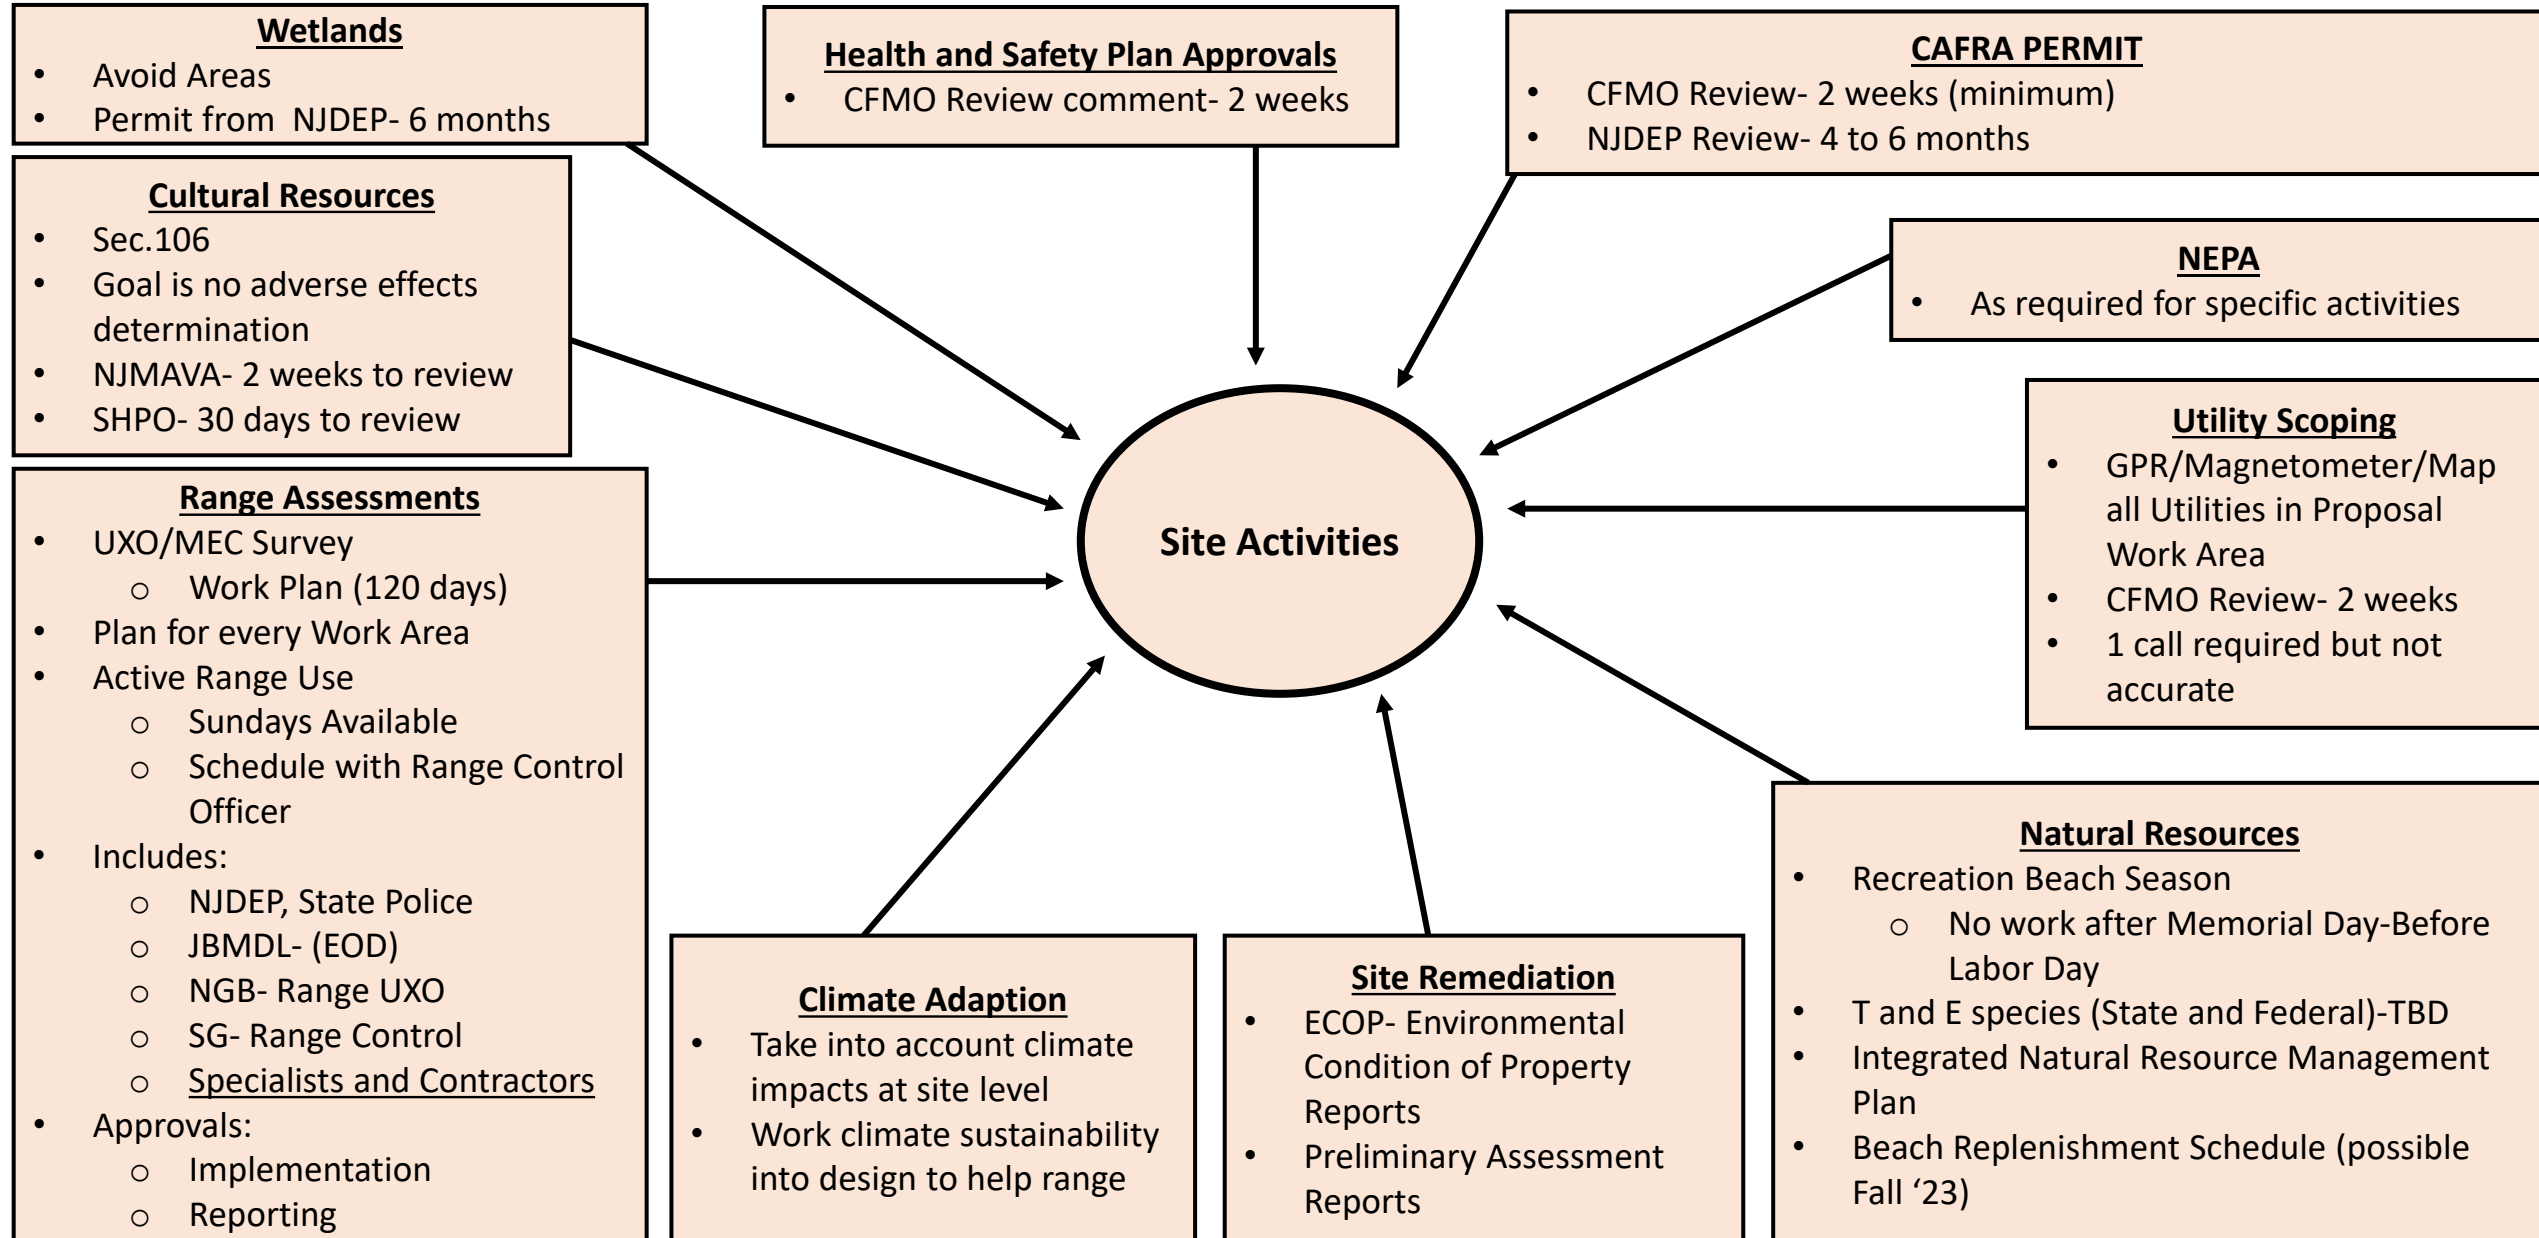 Wetlands
• Avoid Areas
• Permit from NJDEP- 6 months
Health and Safety Plan Approvals
• CFMO Review comment- 2 weeks
CAFRA PERMIT
• CFMO Review- 2 weeks (minimum)
• NJDEP Review- 4 to 6 months
Cultural Resources
• Sec.106
• Goal is no adverse effects
determination
• NJMAVA- 2 weeks to review
• SHPO- 30 days to review
NEPA
• As required for specific activities
Utility Scoping
• GPR/Magnetometer/Map
all Utilities in Proposal
Work Area
• CFMO Review- 2 weeks
• 1 call required but not
accurate
Range Assessments
• UXO/MEC Survey
o Work Plan (120 days)
• Plan for every Work Area
• Active Range Use
o Sundays Available
o Schedule with Range Control
Officer
• Includes:
o NJDEP, State Police
o JBMDL- (EOD)
o NGB- Range UXO
o SG- Range Control
o Specialists and Contractors
• Approvals:
o Implementation
o Reporting
Site Activities
Climate Adaption
• Take into account climate
impacts at site level
• Work climate sustainability
into design to help range
Site Remediation
• ECOP- Environmental
Condition of Property
Reports
• Preliminary Assessment
Reports
Natural Resources
• Recreation Beach Season
o No work after Memorial Day-Before
Labor Day
• T and E species (State and Federal)-TBD
• Integrated Natural Resource Management
Plan
• Beach Replenishment Schedule (possible
Fall ‘23)